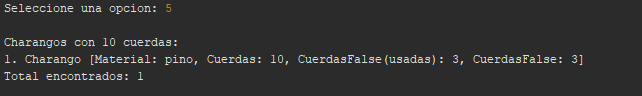 Seleccione una opcion: 5
Charangos con 10 cuerdas:
1. Charango [Material: pino, Cuerdas: 10, CuerdasFalse(usadas): 3, CuerdasFalse: 3]
Total encontrados: 1